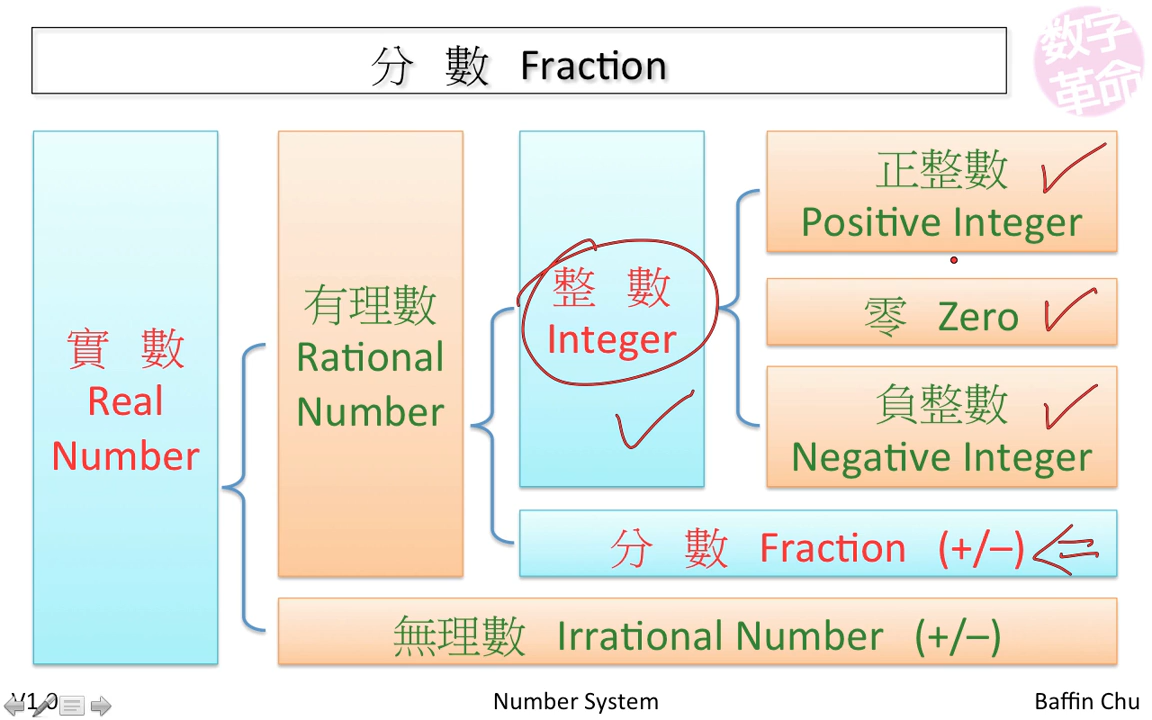 分 數 Fraction
数字
革命
實 數
Real
Number
有理數
Rational
Number
整 數
Integer
正整數
Positive Integer
零 Zero
負整數
Negative Integer
分 數 Fraction (+/–)
無理數 Irrational Number (+/–)
V1.0
Number System
Baffin Chu